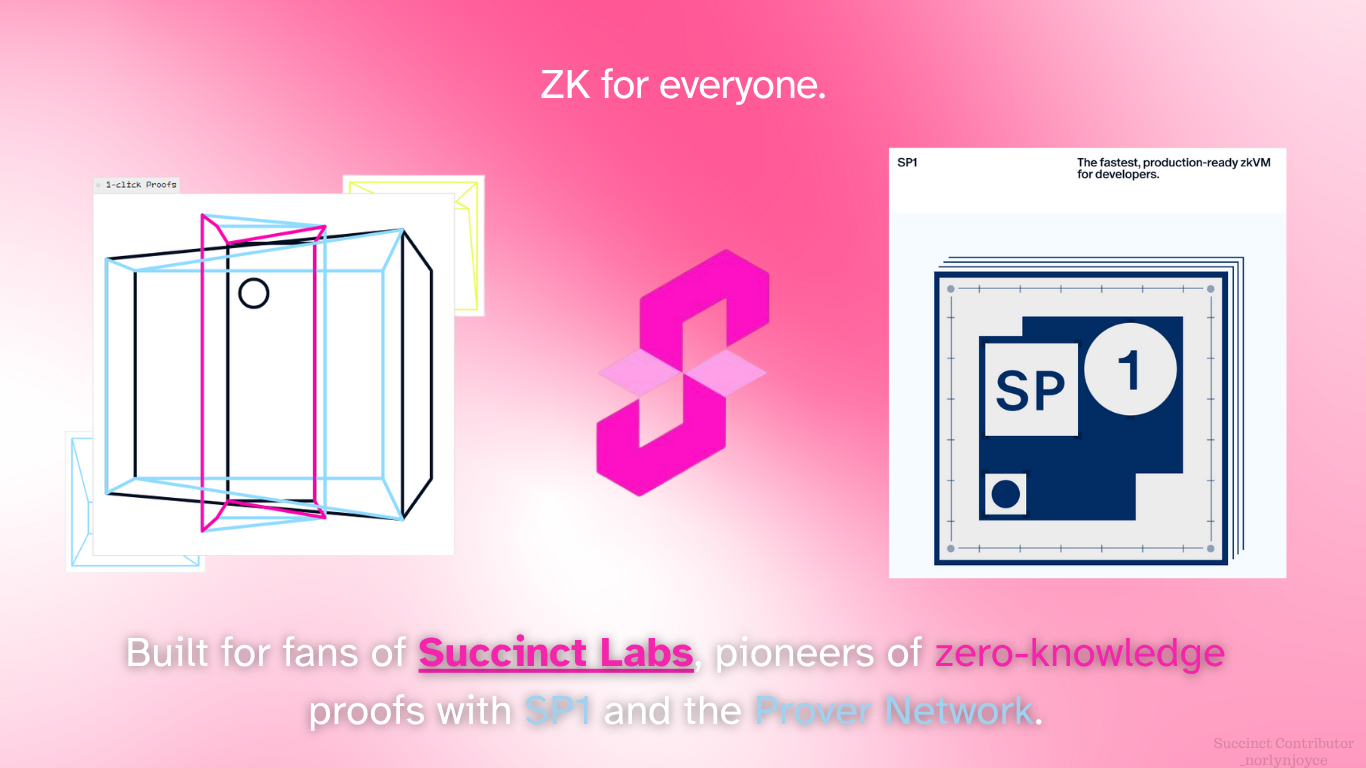 ZK for everyone.
1-click Proofs
SP1
The fastest, production-ready zkVM
for developers.
SP
1
Built for fans of Succinct Labs, pioneers of zero-knowledge
proofs with SP1 and the Prover Network.
Succinct Contributor
_norlynjoyce